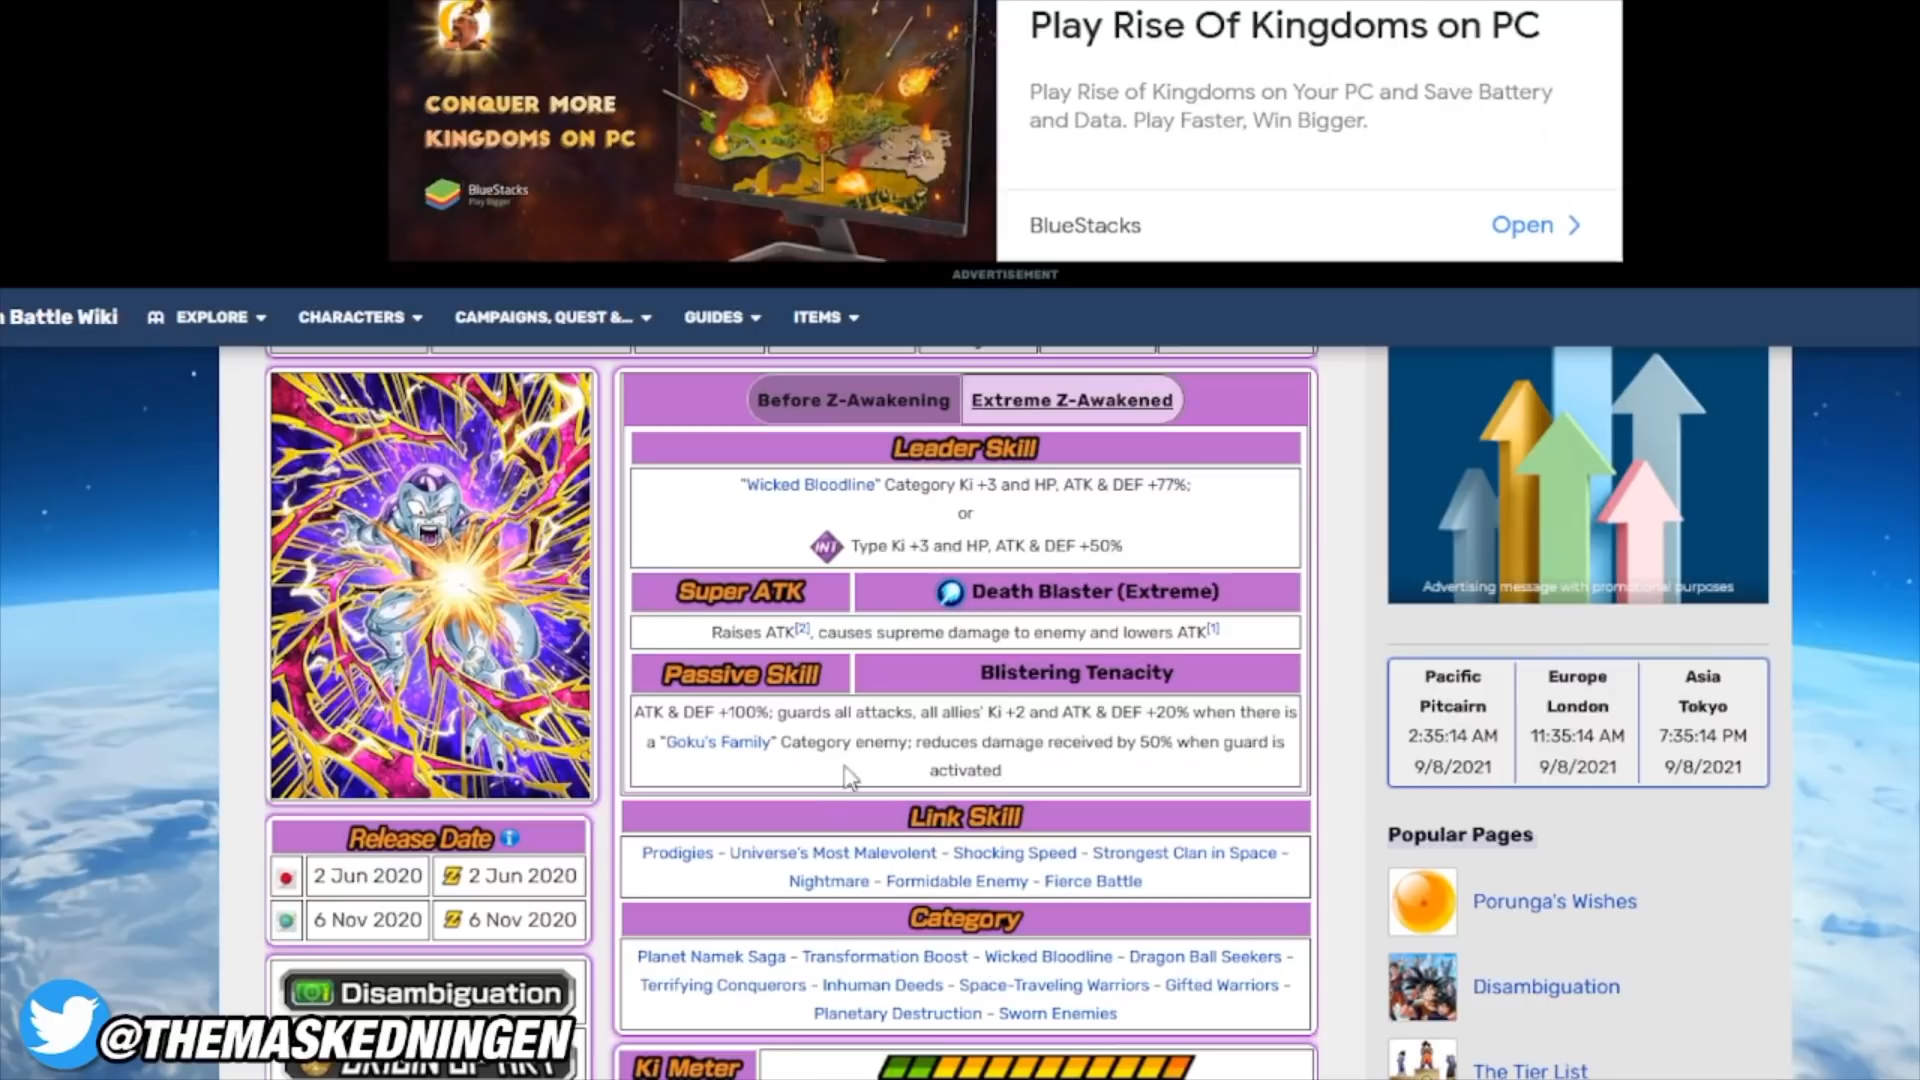 Play Rise Of Kingdoms on PC
CONQUER MORE
KINGDOMS ON PC
BlueStacks
Play Bigger
Play Rise of Kingdoms on Your PC and Save Battery
and Data. Play Faster, Win Bigger.
BlueStacks
Open
ADVERTISEMENT
Battle Wiki
EXPLORE
CHARACTERS
CAMPAIGNS, QUEST &...
GUIDES
ITEMS
Before Z-Awakening
Extreme Z-Awakened
Leader Skill
"Wicked Bloodline" Category Ki +3 and HP, ATK & DEF +77%;
or
INT Type Ki +3 and HP, ATK & DEF +50%
Super ATK
Death Blaster (Extreme)
Raises ATK[2], causes supreme damage to enemy and lowers ATK[1]
Passive Skill
Blistering Tenacity
ATK & DEF +100%; guards all attacks, all allies' Ki +2 and ATK & DEF +20% when there is
a "Goku's Family" Category enemy; reduces damage received by 50% when guard is
activated
Link Skill
Prodigies - Universe's Most Malevolent - Shocking Speed - Strongest Clan in Space -
Nightmare - Formidable Enemy - Fierce Battle
Category
Planet Namek Saga - Transformation Boost - Wicked Bloodline - Dragon Ball Seekers -
Terrifying Conquerors - Inhuman Deeds - Space-Traveling Warriors - Gifted Warriors -
Planetary Destruction - Sworn Enemies
Ki Meter
Release Date
2 Jun 2020
Z 2 Jun 2020
6 Nov 2020
Z 6 Nov 2020
Disambiguation
@THEMASKEDNINGEN
Advertising message with promotional purposes
Pacific
Pitcairn
2:35:14 AM
9/8/2021
Europe
London
11:35:14 AM
9/8/2021
Asia
Tokyo
7:35:14 PM
9/8/2021
Popular Pages
Porunga's Wishes
Disambiguation
The Tier List